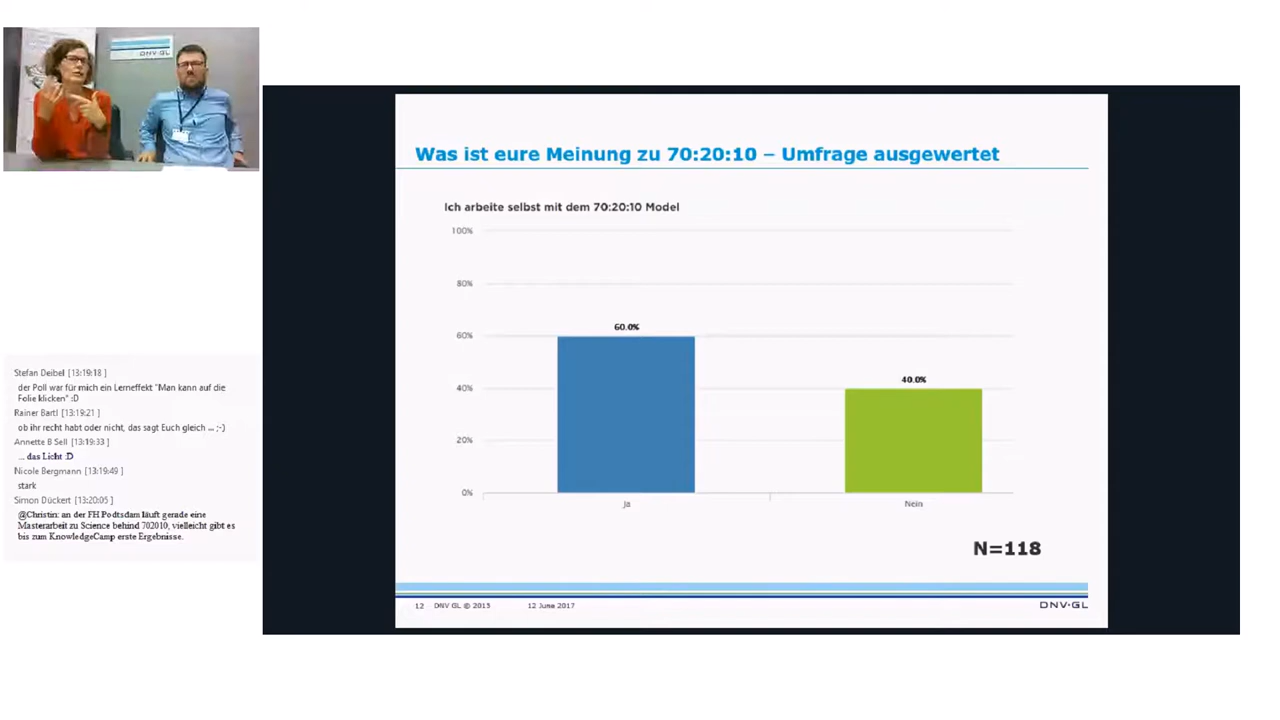 DNV·GL
Was ist eure Meinung zu 70:20:10 – Umfrage ausgewertet
Ich arbeite selbst mit dem 70:20:10 Model
100%
80%
60%
40%
20%
0%
60.0%
40.0%
Ja
Nein
N=118
12 DNV GL © 2015 12 June 2017
DNV·GL
Stefan Deibel [13:19:18 ]
der Poll war für mich ein Lerneffekt "Man kann auf die
Folie klicken" :D
Rainer Bartl [13:19:21 ]
ob ihr recht habt oder nicht, das sagt Euch gleich ... ;-)
Annette B Sell [13:19:33 ]
... das Licht :D
Nicole Bergmann [13:19:49 ]
stark
Simon Dückert [13:20:05 ]
@Christin: an der FH Podtsdam läuft gerade eine
Masterarbeit zu Science behind 702010, vielleicht gibt es
bis zum KnowledgeCamp erste Ergebnisse.